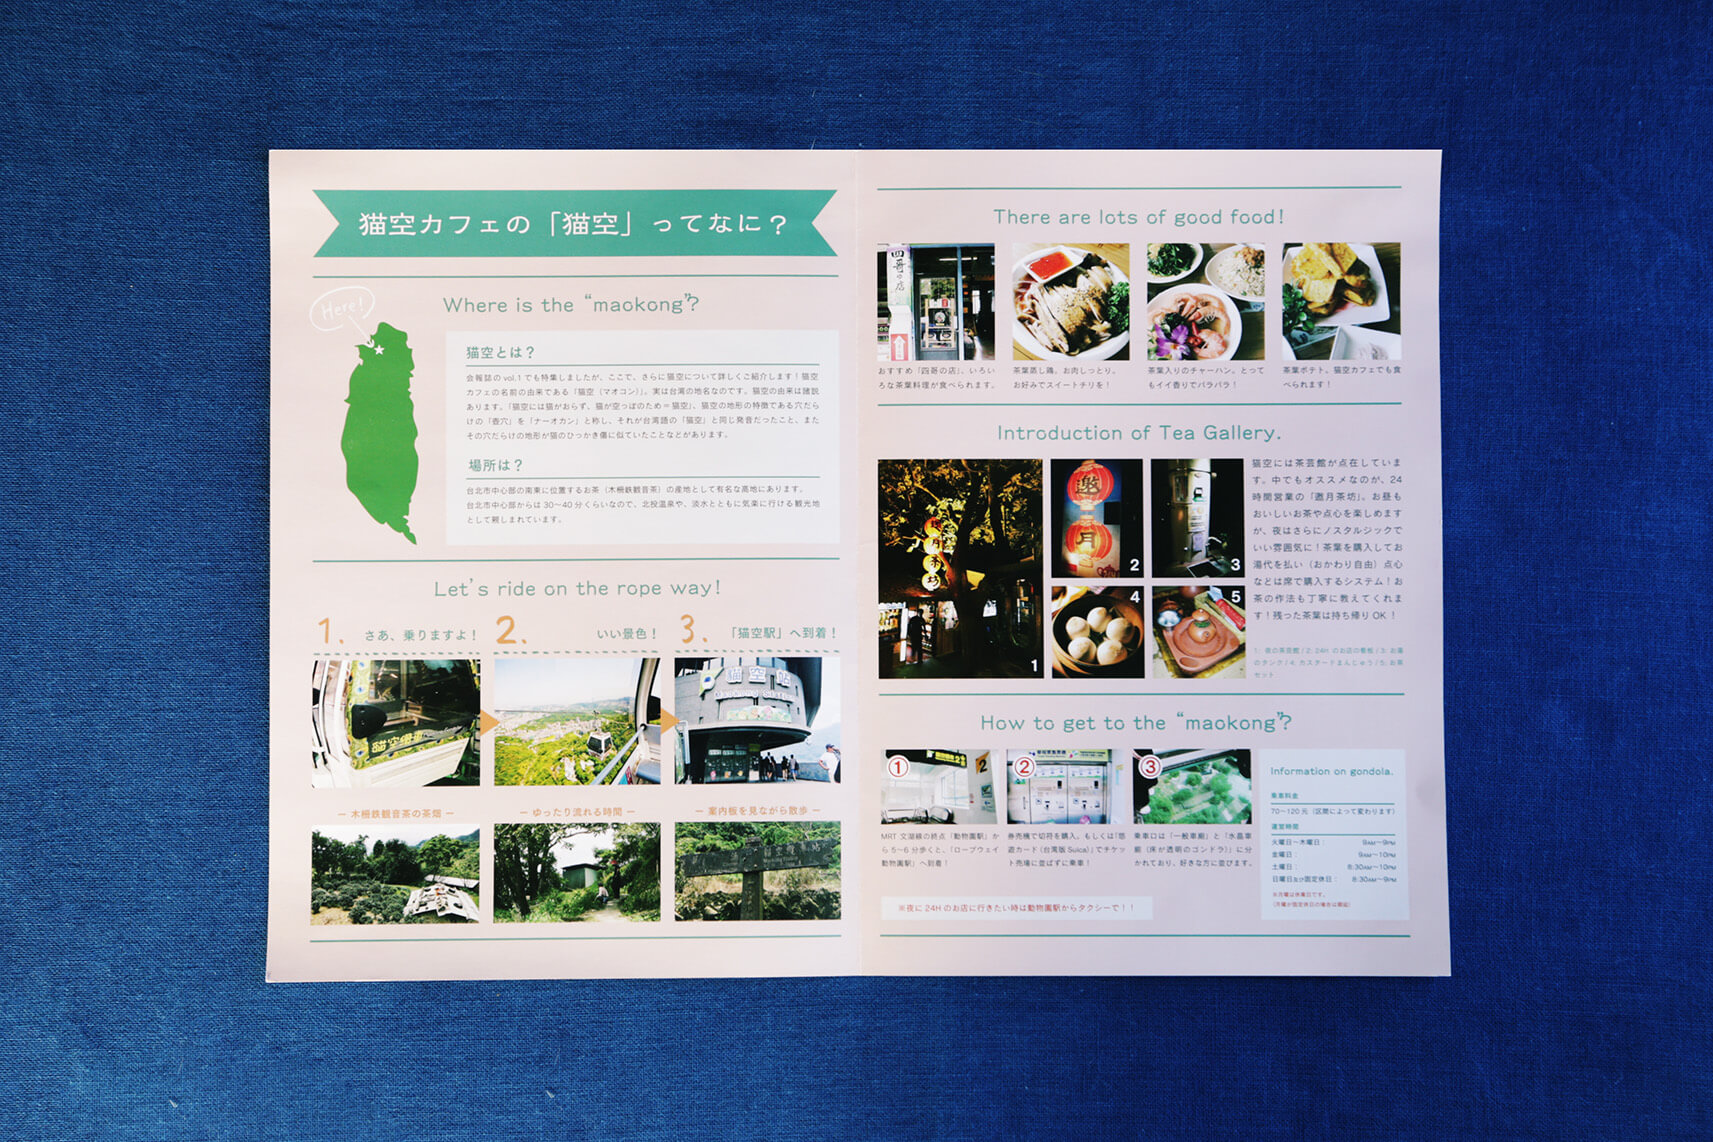 猫空カフェの「猫空」ってなに？
Here!
Where is the “maokong”?
猫空とは？
会報誌の vol.1 でも特集しましたが、ここで、さらに猫空について詳しくご紹介します！猫空
カフェの名前の由来である「猫空（マオコン）」。実は台湾の地名なのです。猫空の由来は諸説
あります。「猫空には猫がおらず、猫が空っぽのため＝猫空」、猫空の地形の特徴である穴だら
けの「壺穴」を「ナーオカン」と称し、それが台湾語の「猫空」と同じ発音だったこと、また
その穴だらけの地形が猫のひっかき傷に似ていたことなどがあります。
場所は？
台北市中心部の南東に位置するお茶（木柵鉄観音茶）の産地として有名な高地にあります。
台北市中心部からは 30〜40 分くらいなので、北投温泉や、淡水とともに気楽に行ける観光地
として親しまれています。
Let’s ride on the rope way!
1. さあ、乗りますよ！
2. いい景色！
3. 「猫空駅」へ到着！
猫空站
Maokong Station
― 木柵鉄観音茶の茶畑 ―
― ゆったり流れる時間 ―
― 案内板を見ながら散歩 ―
There are lots of good food!
四哥の店
おすすめ「四哥の店」、いろい
ろな茶葉料理が食べられます。
茶葉蒸し鶏。お肉しっとり、
お好みでスイートチリを！
茶葉入りのチャーハン。とって
もイイ香りでパラパラ！
茶葉ポテト。猫空カフェでも食
べられます！
Introduction of Tea Gallery.
月茶坊
1
邀月
2
3
4
5
猫空には茶芸館が点在していま
す。中でもオススメなのが、24
時間営業の「邀月茶坊」。お昼も
おいしいお茶や点心を楽しめます
が、夜はさらにノスタルジックで
いい雰囲気に！茶葉を購入してお
湯代を払い（おかわり自由）点心
などは席で購入するシステム！お
茶の作法も丁寧に教えてくれま
す！残った茶葉は持ち帰り OK！
1: 夜の茶芸館 / 2: 24H のお店の看板 / 3: お湯
のタンク / 4: カスタードまんじゅう / 5: お茶
セット
How to get to the “maokong”?
①
2
②
③
MRT 文湖線の終点「動物園駅」か
ら 5〜6 分歩くと、「ロープウェイ
動物園駅」へ到着！
券売機で切符を購入。もしくは「悠
遊カード（台湾版 Suica）」でチケッ
ト売場に並ばずに乗車！
乗車口は「一般車廂」と「水晶車
廂（床が透明のゴンドラ）」に分
かれており、好きな方に並びます。
※夜に 24H のお店に行きたい時は動物園駅からタクシーで！！
Information on gondola.
乗車料金
70〜120 元（区間によって変わります）
運営時間
火曜日〜木曜日： 9AM〜9PM
金曜日： 9AM〜10PM
土曜日： 8:30AM〜10PM
日曜日及び固定休日： 8:30AM〜9PM
※月曜は休業日です。